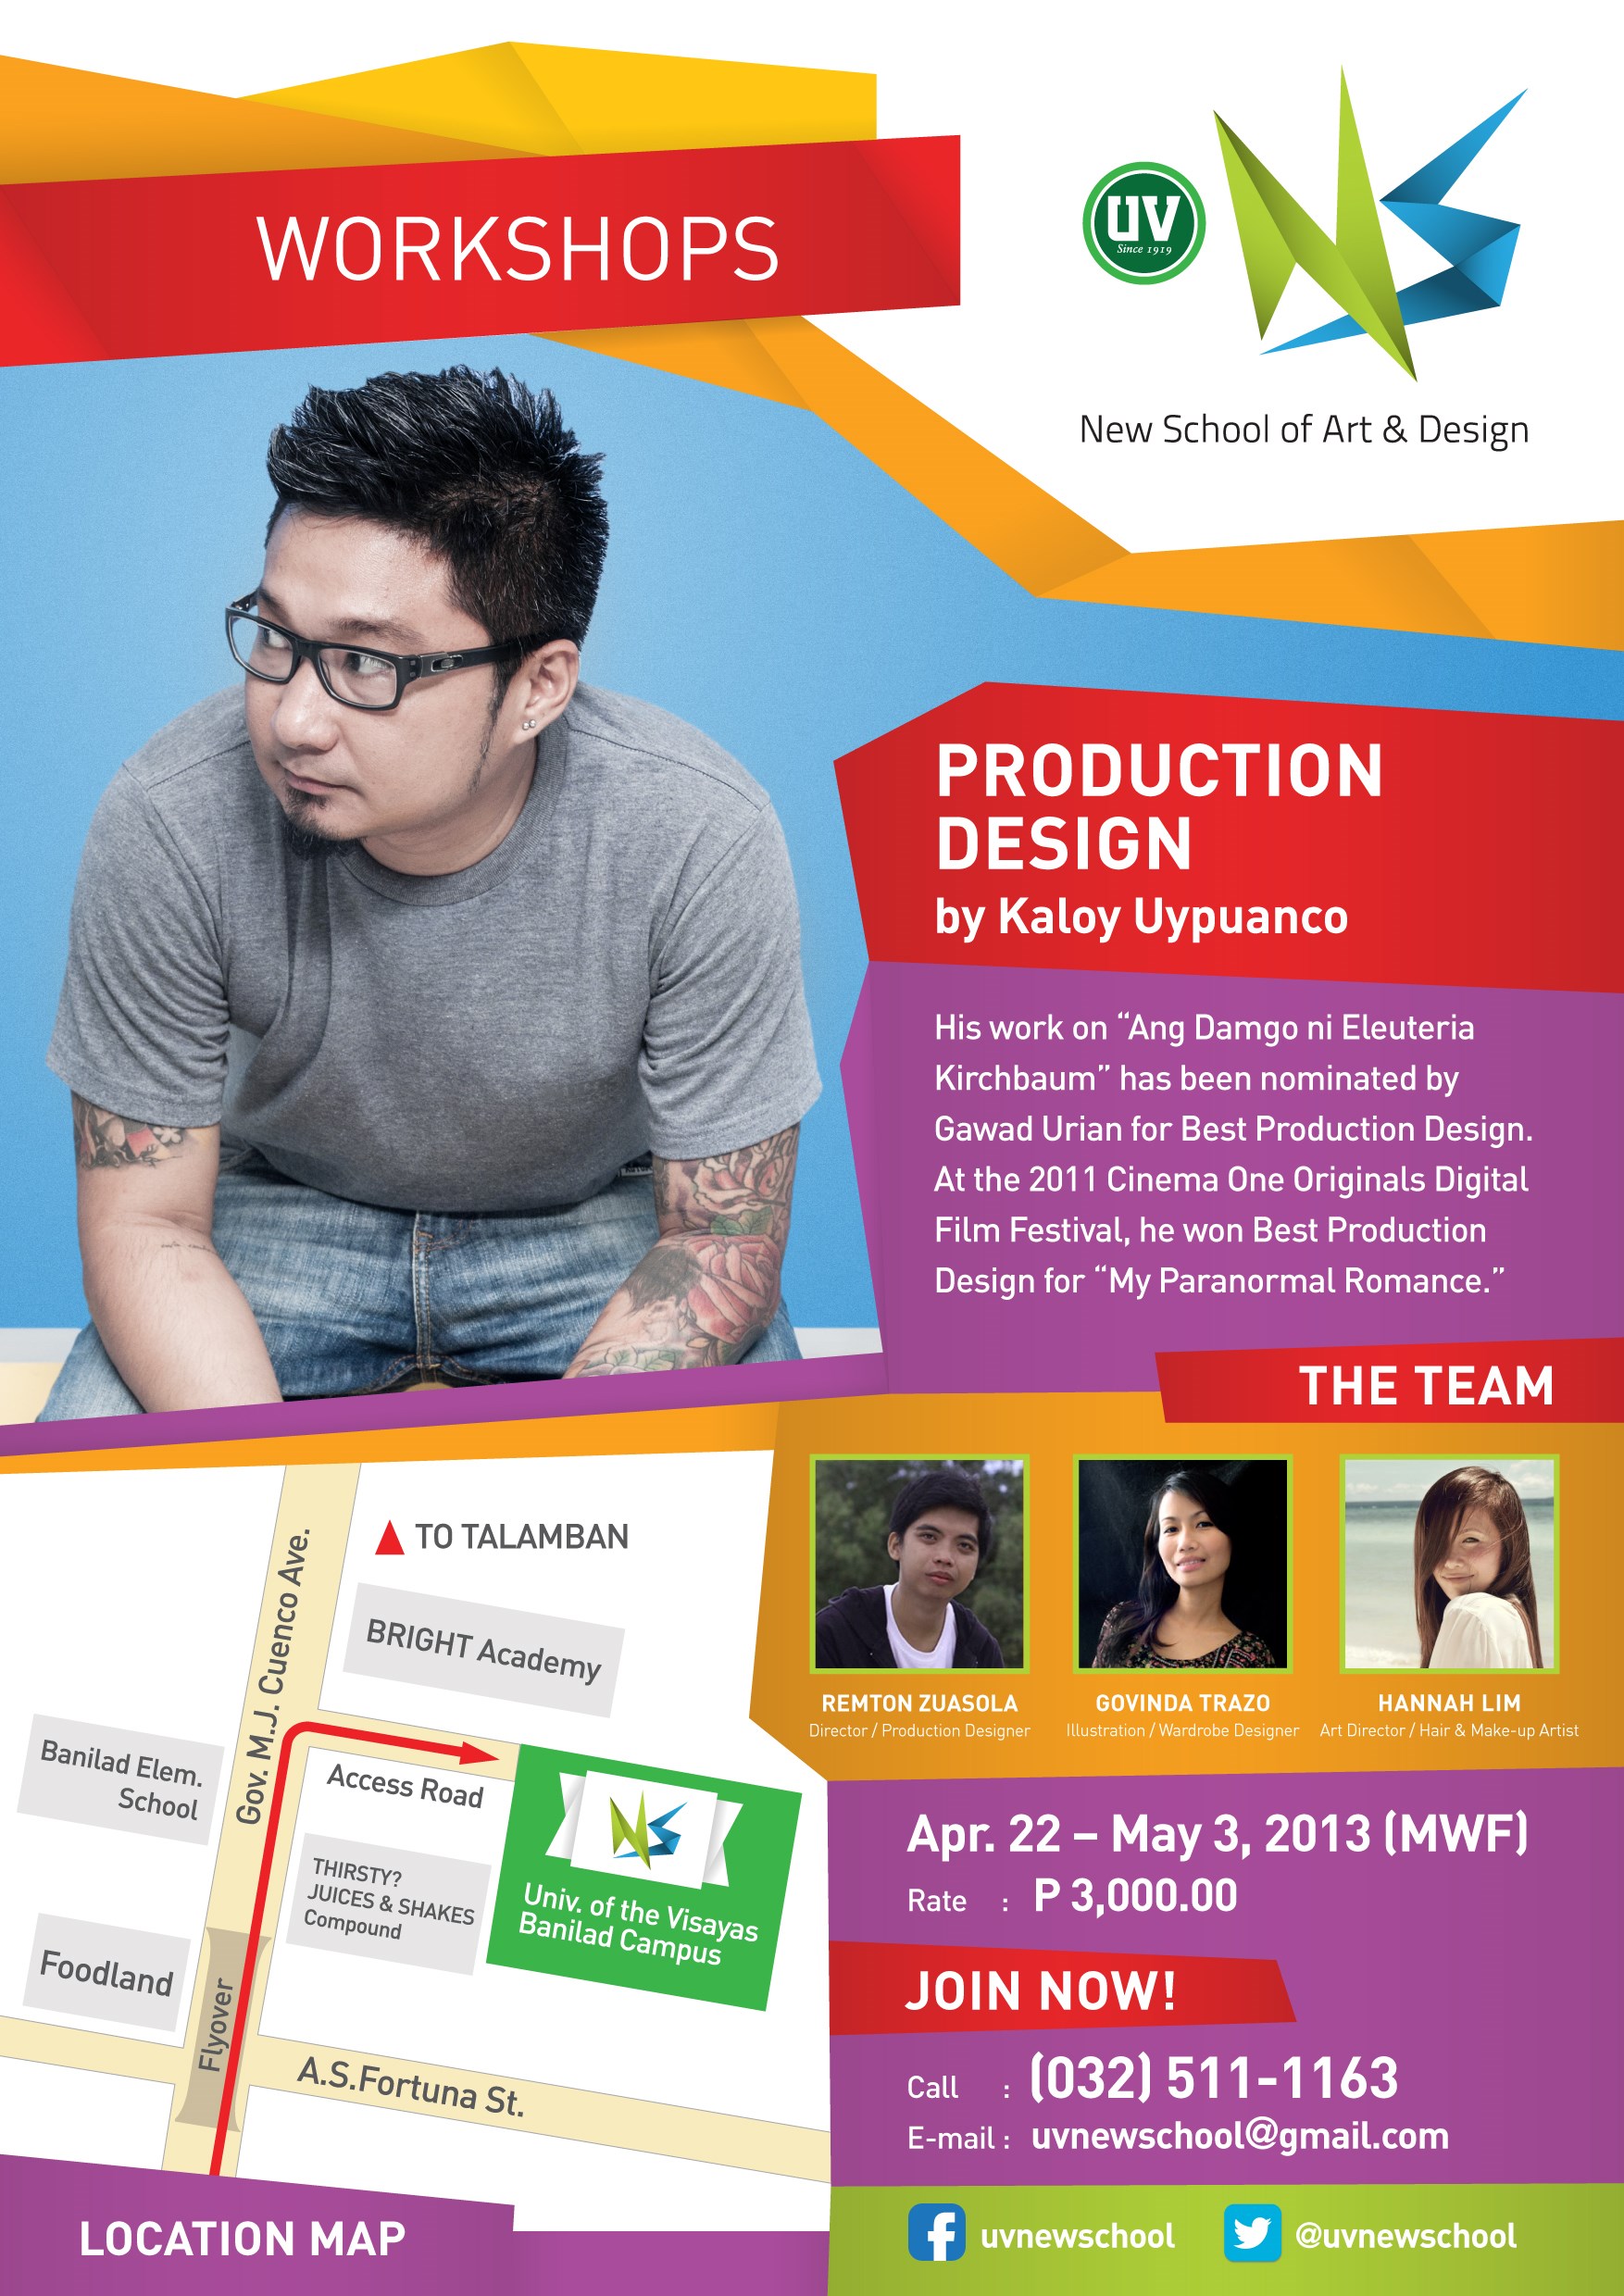 WORKSHOPS
UV
Since 1919
New School of Art & Design
PRODUCTION
DESIGN
by Kaloy Uypuanco
His work on “Ang Damgo ni Eleuteria
Kirchbaum” has been nominated by
Gawad Urian for Best Production Design.
At the 2011 Cinema One Originals Digital
Film Festival, he won Best Production
Design for “My Paranormal Romance.”
THE TEAM
REMTON ZUASOLA
Director / Production Designer
GOVINDA TRAZO
Illustration / Wardrobe Designer
HANNAH LIM
Art Director / Hair & Make-up Artist
TO TALAMBAN
Gov. M.J. Cuenco Ave.
BRIGHT Academy
Banilad Elem.
School
Access Road
THIRSTY?
JUICES & SHAKES
Compound
Univ. of the Visayas
Banilad Campus
Foodland
Flyover
A.S.Fortuna St.
LOCATION MAP
Apr. 22 – May 3, 2013 (MWF)
Rate : P 3,000.00
JOIN NOW!
Call : (032) 511-1163
E-mail : uvnewschool@gmail.com
uvnewschool
@uvnewschool